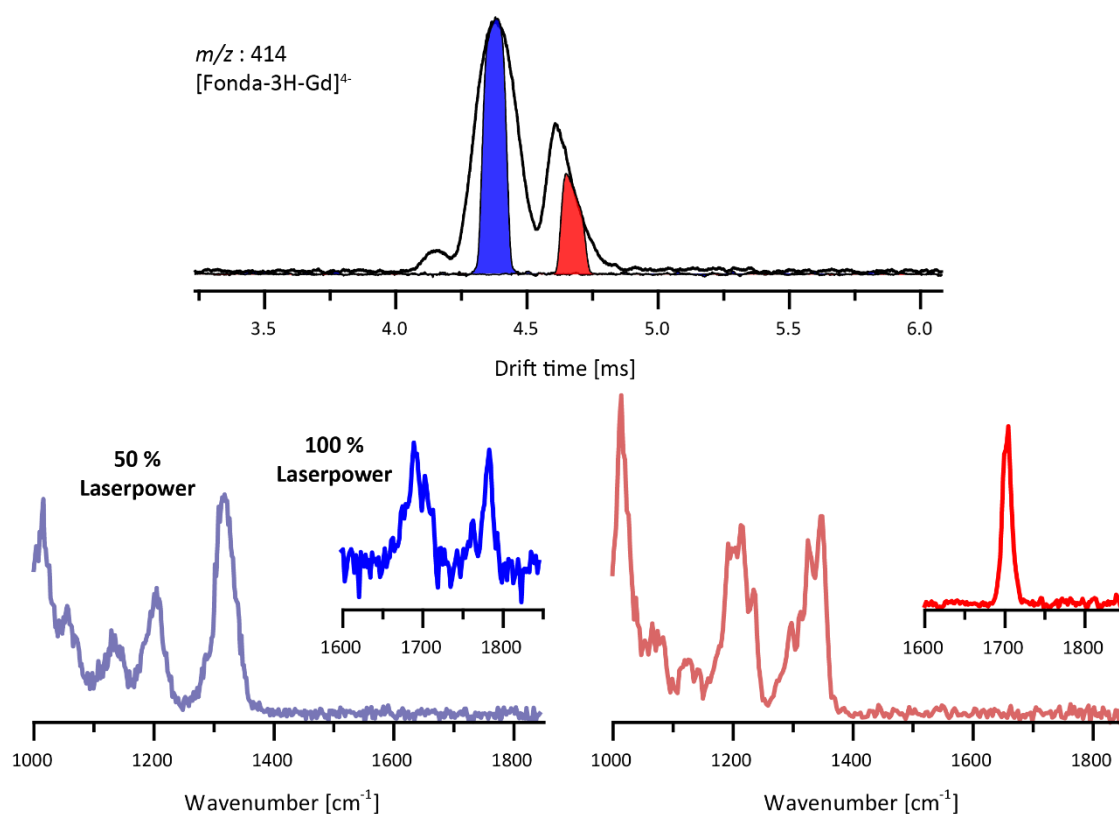 m/z : 414
[Fonda-3H-Gd]⁴⁻
3.5 4.0 4.5 5.0 5.5 6.0
Drift time [ms]
50 %
Laserpower
100 %
Laserpower
1600 1700 1800
1600 1700 1800
1000 1200 1400 1600 1800
1000 1200 1400 1600 1800
Wavenumber [cm⁻¹]
Wavenumber [cm⁻¹]